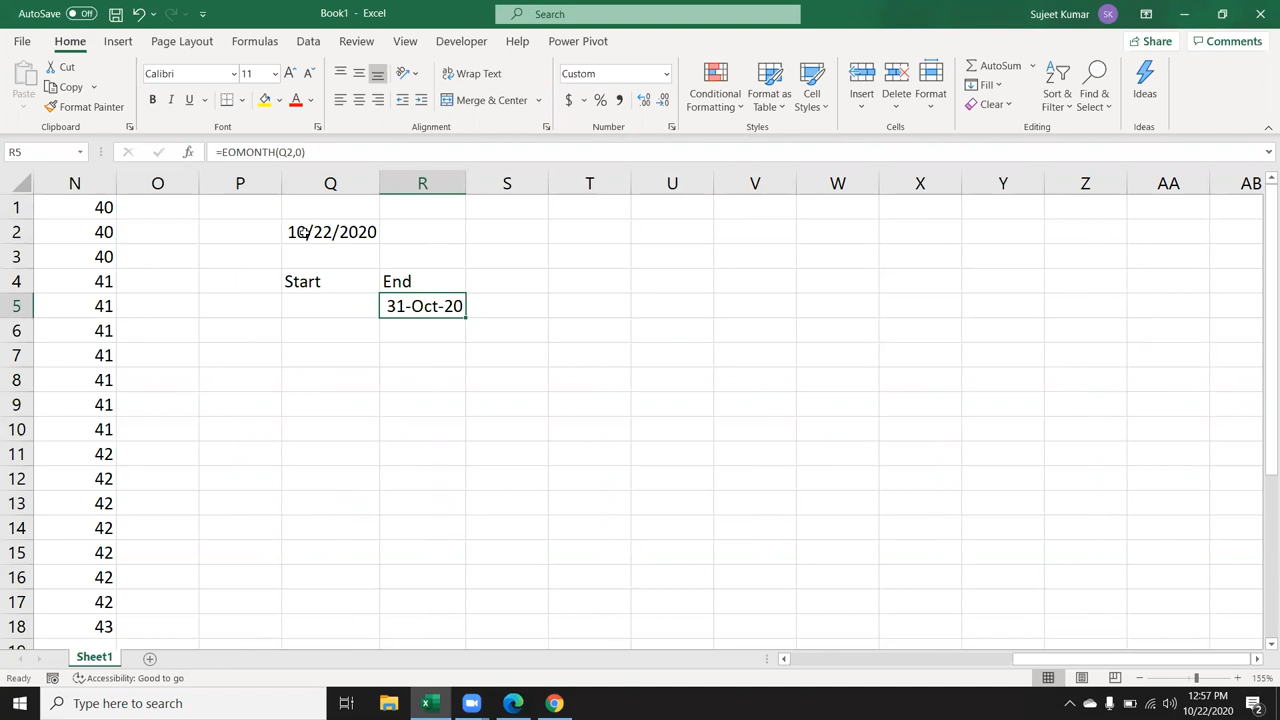 AutoSave Off Book1 - Excel Search Sujeet Kumar SK
File Home Insert Page Layout Formulas Data Review View Developer Help Power Pivot Share Comments
Paste Cut Copy Format Painter Clipboard
Calibri 11 A A B I U A Font
Wrap Text Merge & Center Alignment
Custom $ % , Number
Conditional Formatting Format as Table Cell Styles Styles
Insert Delete Format Cells
AutoSum Fill Clear Sort & Filter Find & Select Editing
Ideas Ideas
R5 fx =EOMONTH(Q2,0)
N O P Q R S T U V W X Y Z AA AB
1 40
2 40 10/22/2020
3 40
4 41 Start End
5 41 31-Oct-20
6 41
7 41
8 41
9 41
10 41
11 42
12 42
13 42
14 42
15 42
16 42
17 42
18 43
Sheet1
Ready Accessibility: Good to go 155%
Type here to search 12:57 PM
10/22/2020 2